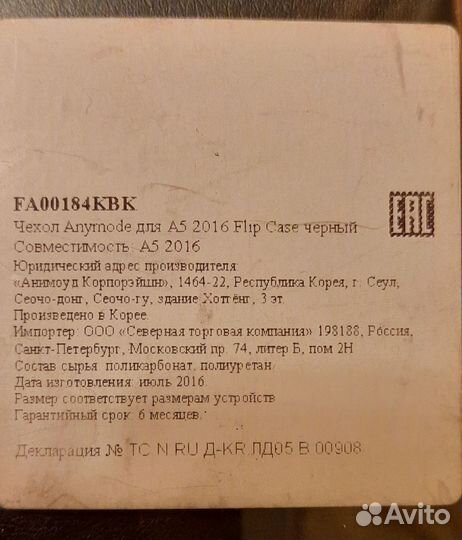 FA00184KBK
EAC
Чехол Anymode для A5 2016 Flip Case черный
Совместимость: A5 2016
Юридический адрес производителя
«Анимоуд Корпорэйшн», 1464-22, Республика Корея, г. Сеул,
Сеочо-донг, Сеочо-гу, здание Хотгёнг, 3 эт.
Произведено в Корее.
Импортер: ООО «Северная торговая компания» 198188, Россия,
Санкт-Петербург, Московский пр. 74, литер Б, пом 2Н
Состав сырья: поликарбонат, полиуретан.
Дата изготовления: июль 2016.
Размер соответствует размерам устройств
Гарантийный срок: 6 месяцев.
Декларация № ТС N RU Д-KR.ЛД05.В.00908
Avito